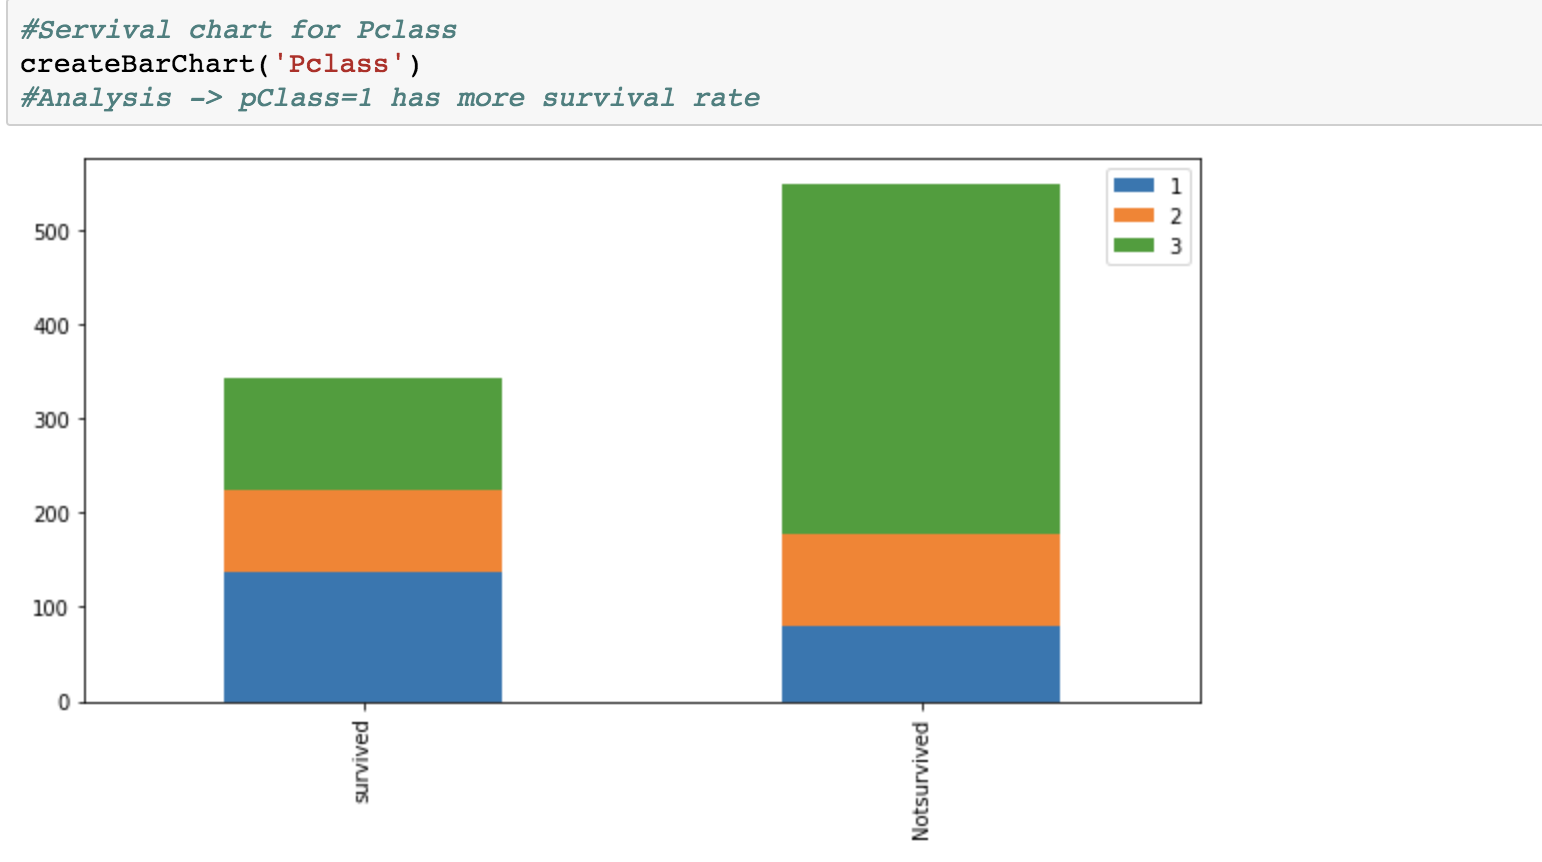 #Servival chart for Pclass
createBarChart('Pclass')
#Analysis -> pClass=1 has more survival rate
1
2
3
500
400
300
200
100
0
survived
Notsurvived